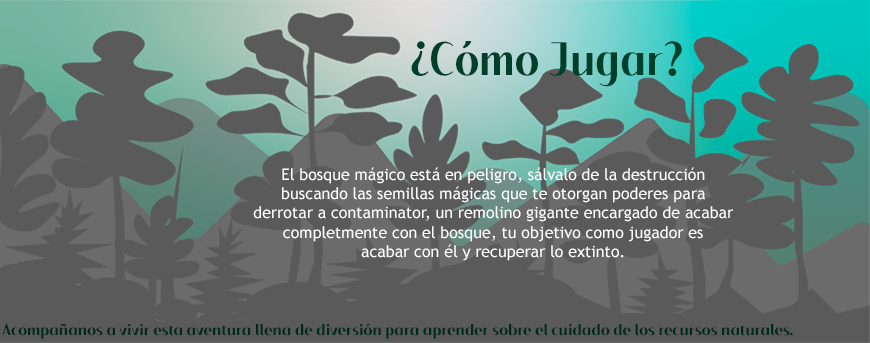 ¿Cómo Jugar?
El bosque mágico está en peligro, sálvalo de la destrucción
buscando las semillas mágicas que te otorgan poderes para
derrotar a contaminator, un remolino gigante encargado de acabar
completmente con el bosque, tu objetivo como jugador es
acabar con él y recuperar lo extinto.
Acompañanos a vivir esta aventura llena de diversión para aprender sobre el cuidado de los recursos naturales.